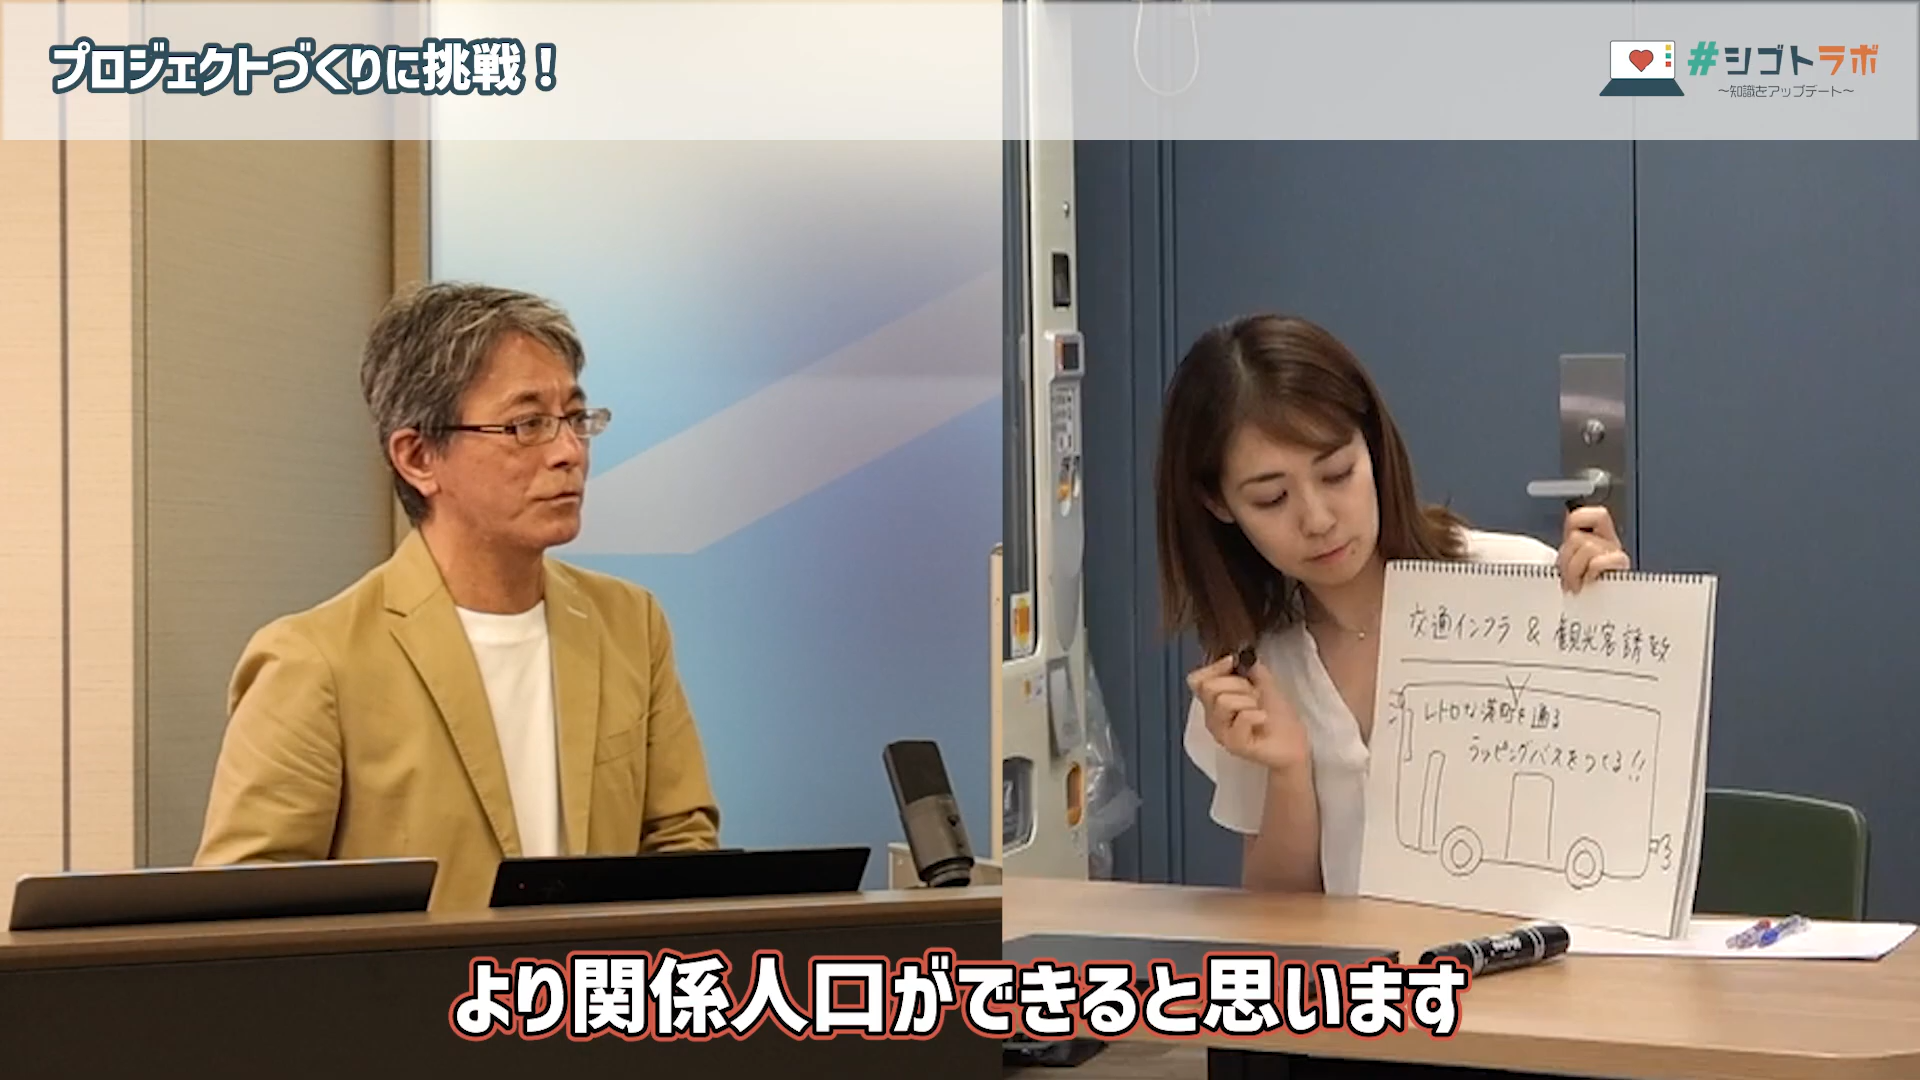 プロジェクトづくりに挑戦！
#シゴトラボ
～知識をアップデート～
交通インフラ & 観光客誘致
レトロな港町を通る
ラッピングバスをつくる!!
より関係人口ができると思います